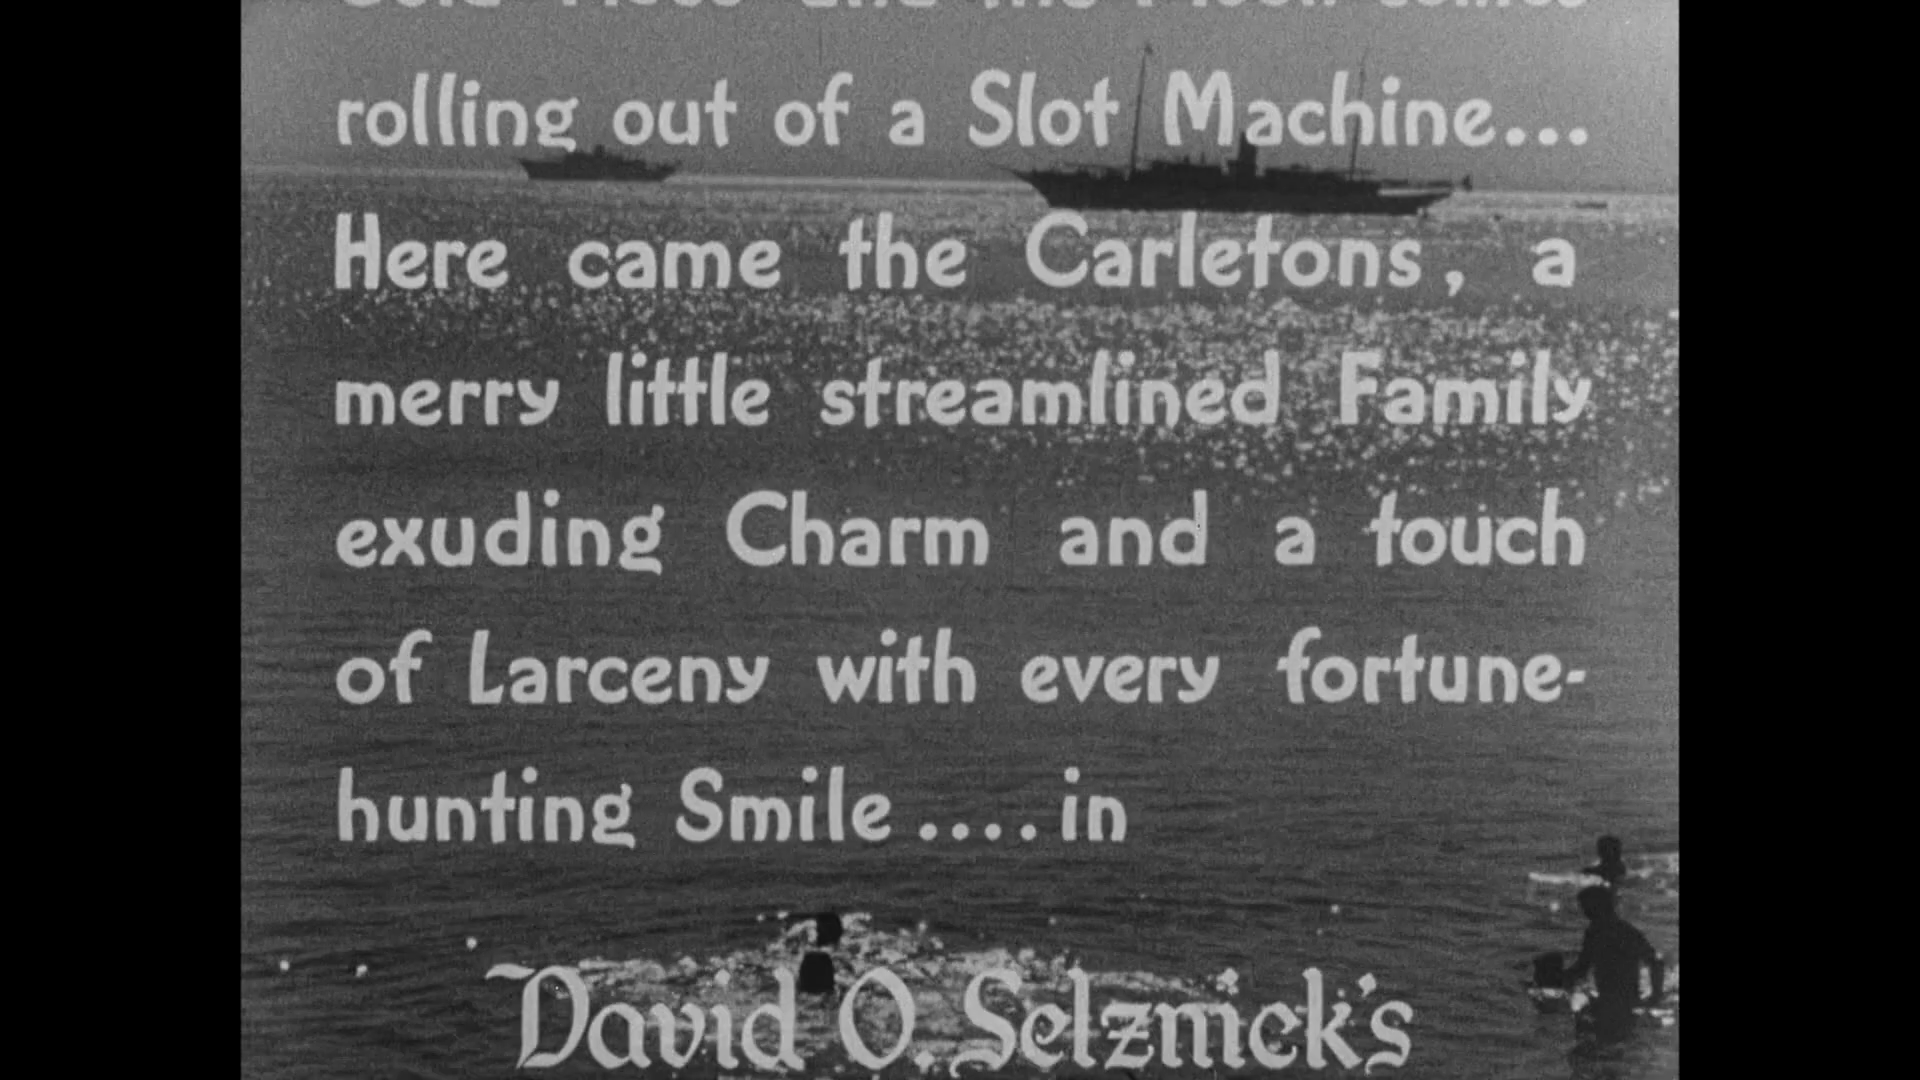 rolling out of a Slot Machine...
Here came the Carletons, a
merry little streamlined Family
exuding Charm and a touch
of Larceny with every fortune-
hunting Smile....in
David O. Selznick's